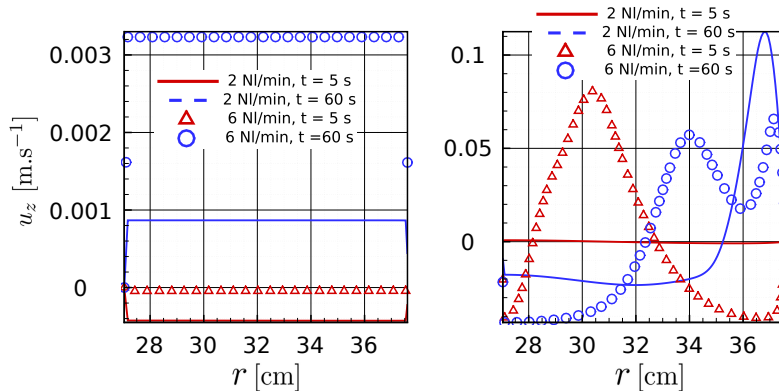 0.003
0.002
0.001
0
u_z [m.s⁻¹]
2 Nl/min, t = 5 s
2 Nl/min, t = 60 s
6 Nl/min, t = 5 s
6 Nl/min, t =60 s
28 30 32 34 36
r [cm]
2 Nl/min, t = 5 s
2 Nl/min, t = 60 s
6 Nl/min, t = 5 s
6 Nl/min, t =60 s
0.1
0.05
0
28 30 32 34 36
r [cm]